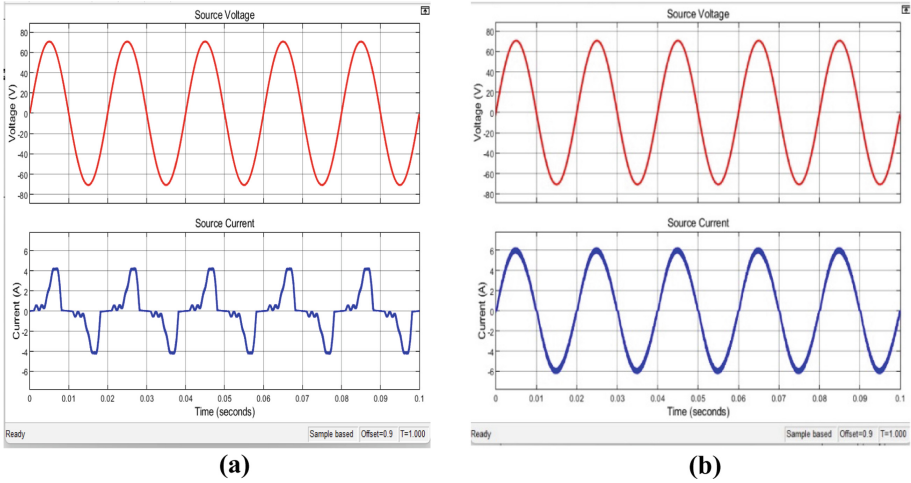 Source Voltage
Voltage (V)
80
60
40
20
0
-20
-40
-60
-80
Source Current
Current (A)
6
4
2
0
-2
-4
-6
0 0.01 0.02 0.03 0.04 0.05 0.06 0.07 0.08 0.09 0.1
Time (seconds)
Ready Sample based Offset=0.9 T=1.000
(a)
Source Voltage
Voltage (V)
80
60
40
20
0
-20
-40
-60
-80
Source Current
Current (A)
6
4
2
0
-2
-4
-6
0 0.01 0.02 0.03 0.04 0.05 0.06 0.07 0.08 0.09 0.1
Time (seconds)
Ready Sample based Offset=0.9 T=1.000
(b)